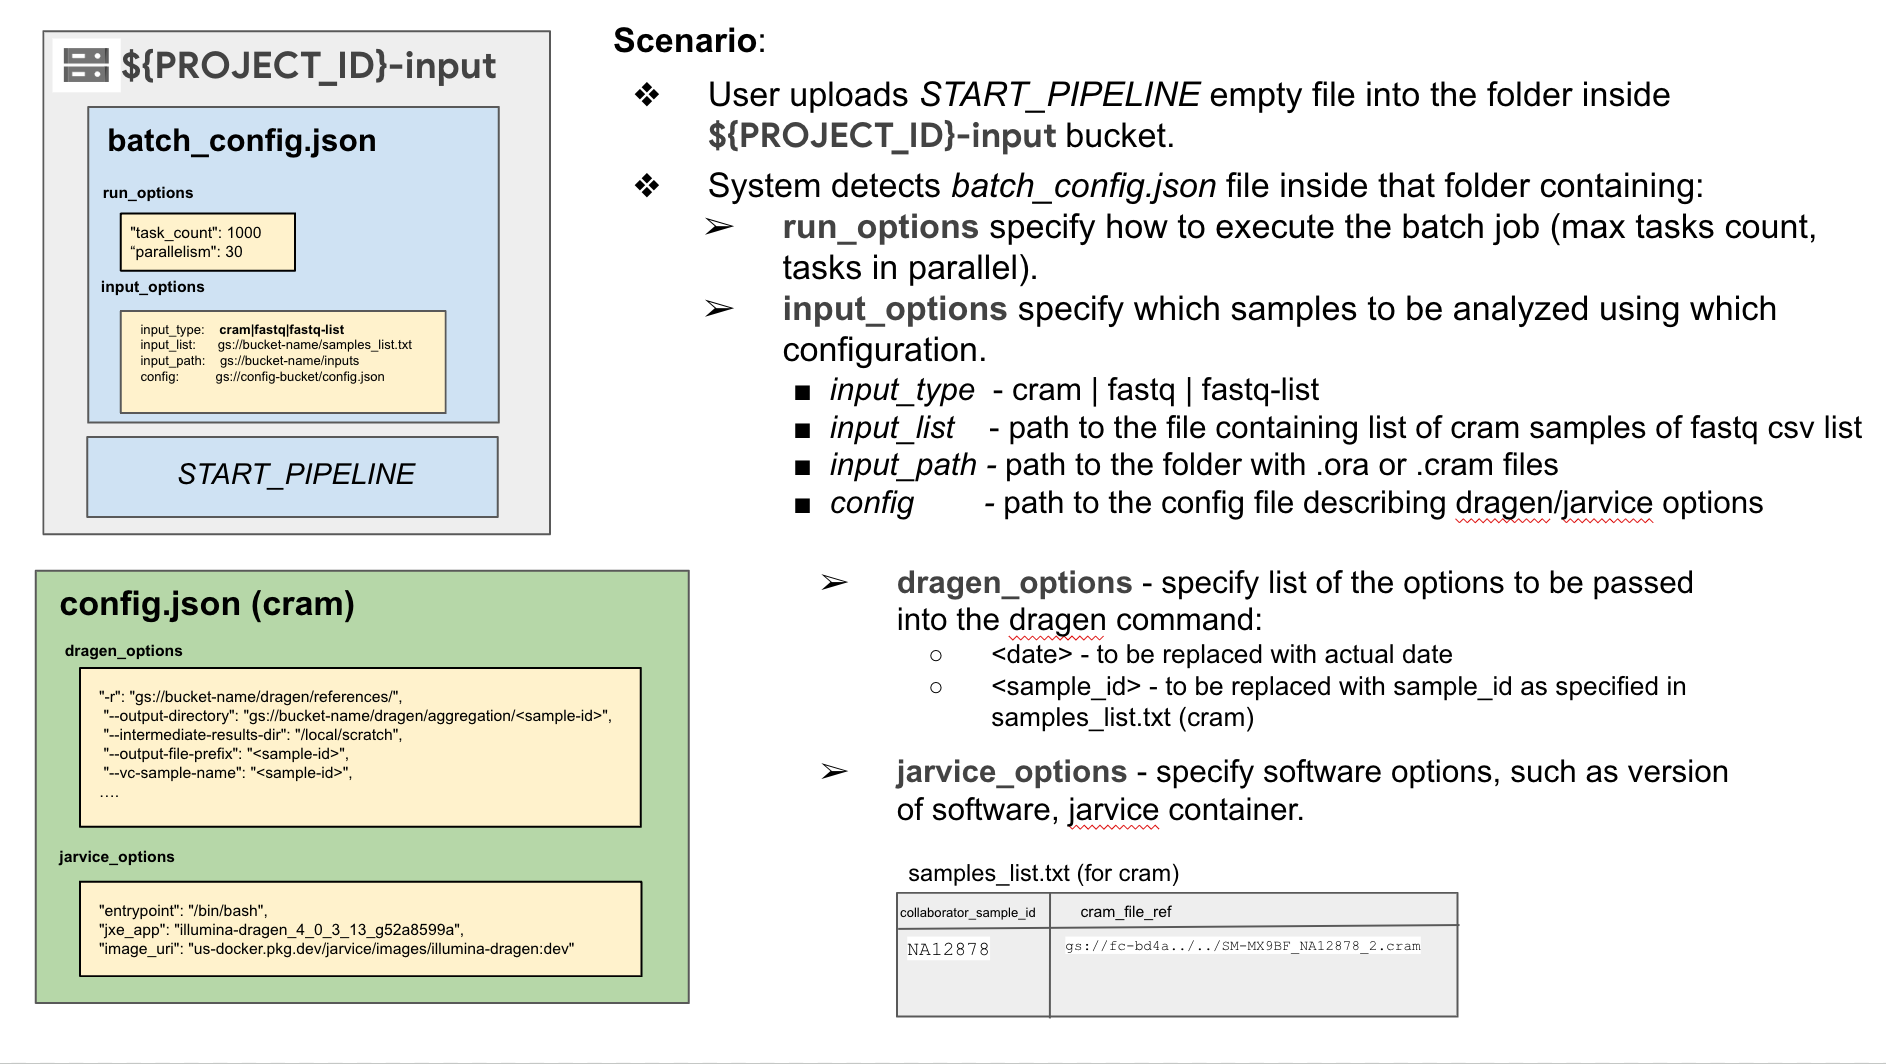 ${PROJECT_ID}-input
batch_config.json
run_options
"task_count": 1000
“parallelism": 30
input_options
input_type: cram|fastq|fastq-list
input_list: gs://bucket-name/samples_list.txt
input_path: gs://bucket-name/inputs
config: gs://config-bucket/config.json
START_PIPELINE
config.json (cram)
dragen_options
"-r": "gs://bucket-name/dragen/references/",
"--output-directory": "gs://bucket-name/dragen/aggregation/<sample-id>",
"--intermediate-results-dir": "/local/scratch",
"--output-file-prefix": "<sample-id>",
"--vc-sample-name": "<sample-id>",
....
jarvice_options
"entrypoint": "/bin/bash",
"jxe_app": "illumina-dragen_4_0_3_13_g52a8599a",
"image_uri": "us-docker.pkg.dev/jarvice/images/illumina-dragen:dev"
Scenario:
❖ User uploads START_PIPELINE empty file into the folder inside
${PROJECT_ID}-input bucket.
❖ System detects batch_config.json file inside that folder containing:
➢ run_options specify how to execute the batch job (max tasks count,
tasks in parallel).
➢ input_options specify which samples to be analyzed using which
configuration.
■ input_type - cram | fastq | fastq-list
■ input_list - path to the file containing list of cram samples of fastq csv list
■ input_path - path to the folder with .ora or .cram files
■ config - path to the config file describing dragen/jarvice options
➢ dragen_options - specify list of the options to be passed
into the dragen command:
○ <date> - to be replaced with actual date
○ <sample_id> - to be replaced with sample_id as specified in
samples_list.txt (cram)
➢ jarvice_options - specify software options, such as version
of software, jarvice container.
samples_list.txt (for cram)
collaborator_sample_id cram_file_ref
NA12878 gs://fc-bd4a../../SM-MX9BF_NA12878_2.cram